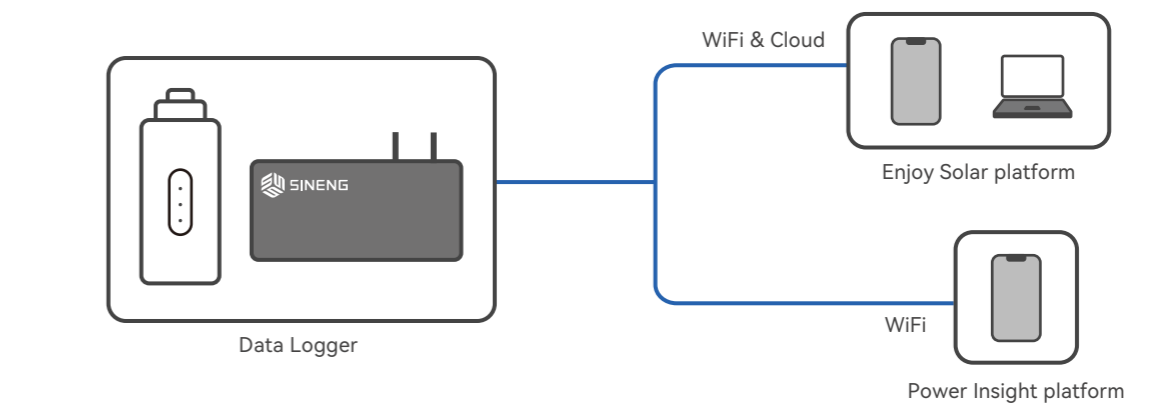 WiFi & Cloud
SINENG
Enjoy Solar platform
Data Logger
WiFi
Power Insight platform